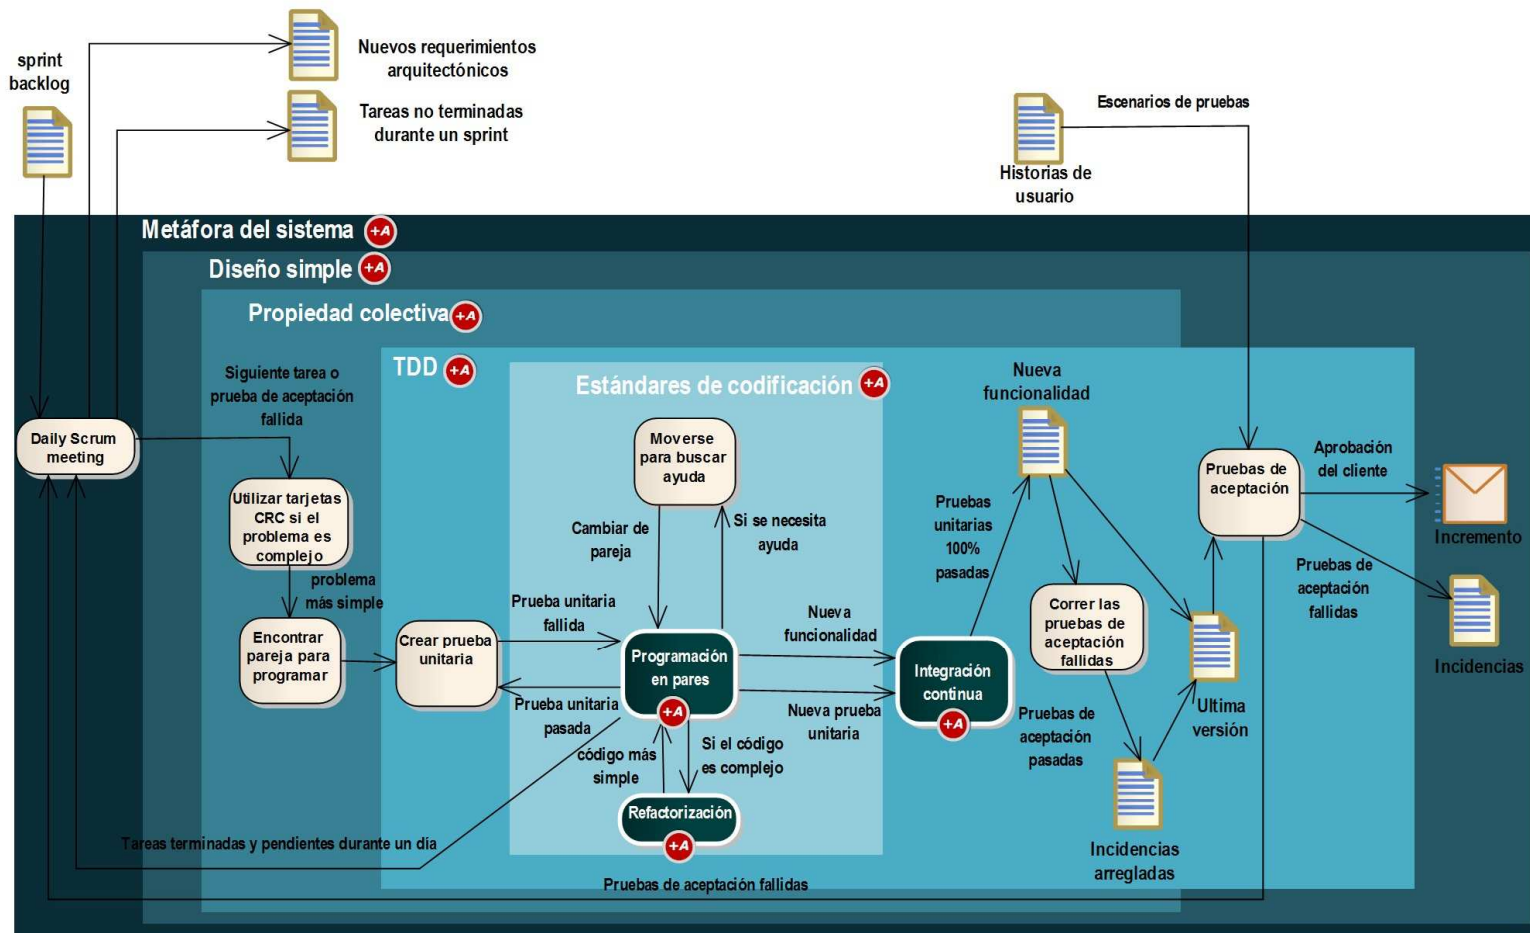 sprint
backlog
Nuevos requerimientos
arquitectónicos
Tareas no terminadas
durante un sprint
Escenarios de pruebas
Historias de
usuario
Metáfora del sistema
+A
Diseño simple
+A
Propiedad colectiva
+A
TDD
+A
Estándares de codificación
+A
Siguiente tarea o
prueba de aceptación
fallida
Daily Scrum
meeting
Utilizar tarjetas
CRC si el
problema es
complejo
problema
más simple
Encontrar
pareja para
programar
Crear prueba
unitaria
Prueba unitaria
fallida
Prueba unitaria
pasada
Moverse
para buscar
ayuda
Cambiar de
pareja
Si se necesita
ayuda
Programación
en pares
+A
código más
simple
Si el código
es complejo
Refactorización
+A
Nueva
funcionalidad
Nueva prueba
unitaria
Integración
continua
+A
Pruebas
unitarias
100%
pasadas
Nueva
funcionalidad
Correr las
pruebas de
aceptación
fallidas
Pruebas de
aceptación
pasadas
Incidencias
arregladas
Ultima
versión
Pruebas de
aceptación
Aprobación
del cliente
Incremento
Pruebas de
aceptación
fallidas
Incidencias
Tareas terminadas y pendientes durante un día
Pruebas de aceptación fallidas